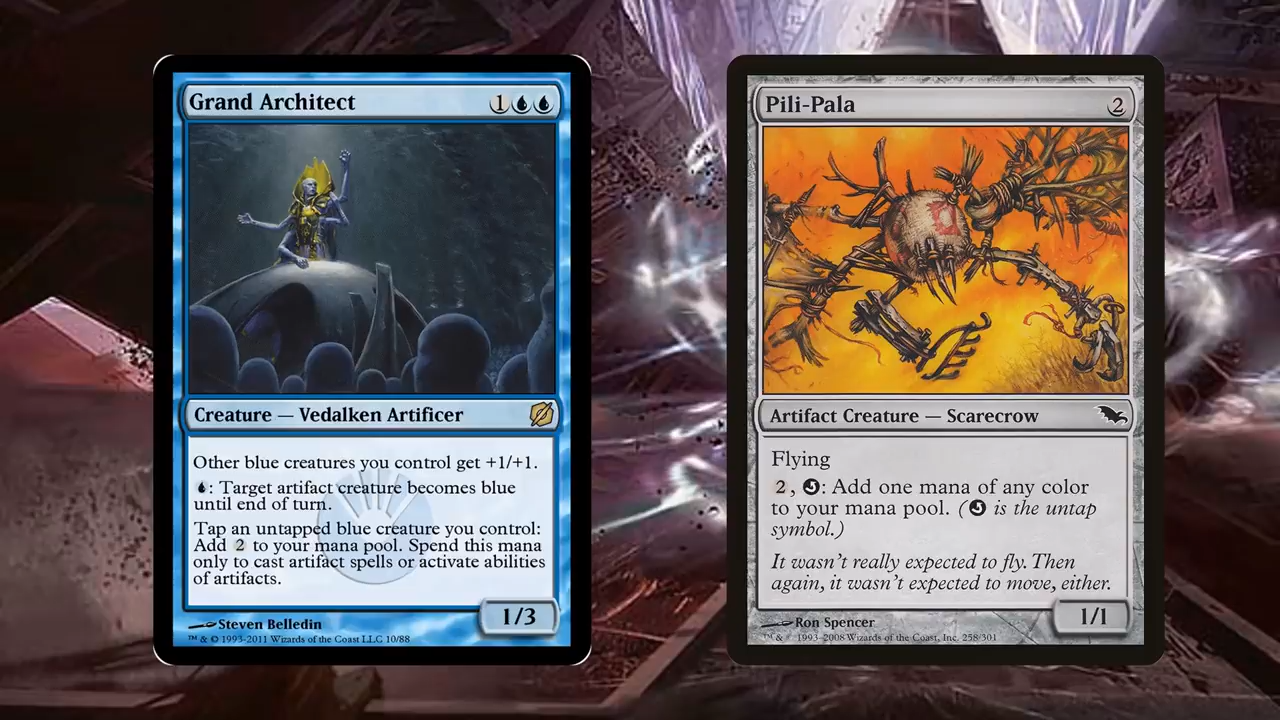 Grand Architect 1
Creature — Vedalken Artificer
Other blue creatures you control get +1/+1.
: Target artifact creature becomes blue
until end of turn.
Tap an untapped blue creature you control:
Add 2 to your mana pool. Spend this mana
only to cast artifact spells or activate abilities
of artifacts.
1/3
Steven Belledin
™ & © 1993-2011 Wizards of the Coast LLC 10/88
Pili-Pala 2
Artifact Creature — Scarecrow
Flying
2, : Add one mana of any color
to your mana pool. ( is the untap
symbol.)
It wasn't really expected to fly. Then
again, it wasn't expected to move, either.
1/1
Ron Spencer
™ & © 1993-2008 Wizards of the Coast, Inc. 258/301